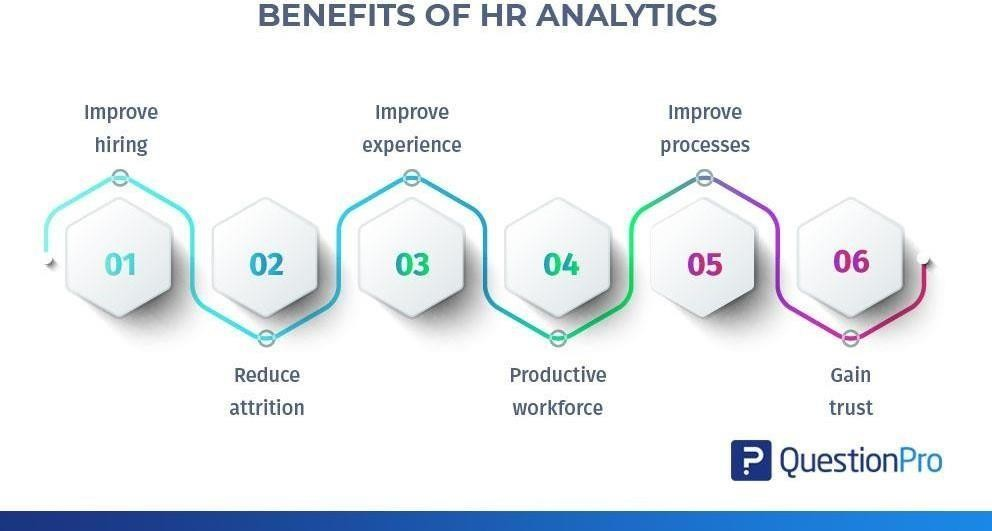 BENEFITS OF HR ANALYTICS
Improve
hiring
Improve
experience
Improve
processes
01
02
03
04
05
06
Reduce
attrition
Productive
workforce
Gain
trust
QuestionPro